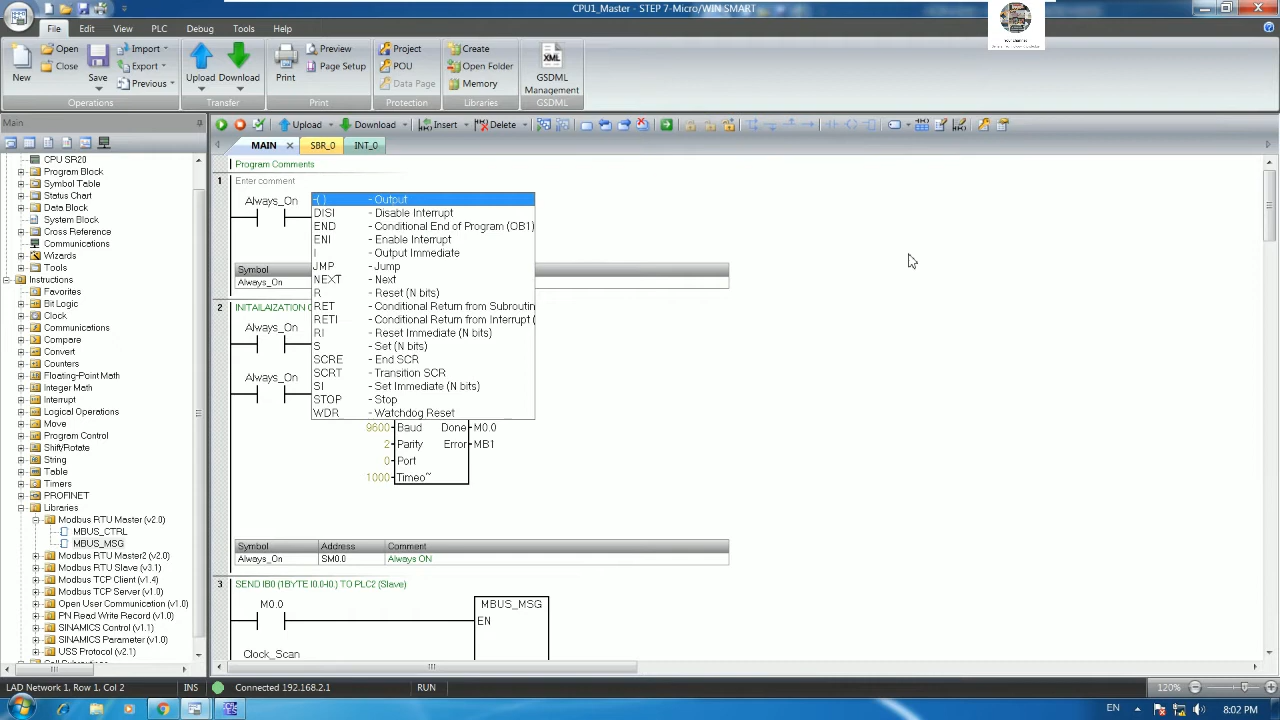 CPU1_Master - STEP 7-Micro/WIN SMART
File Edit View PLC Debug Tools Help
New
Open
Close
Save
Import
Export
Previous
Operations
Upload
Download
Transfer
Print
Preview
Page Setup
Print
Project
POU
Data Page
Protection
Create
Open Folder
Memory
Libraries
XML
GSDML
Management
GSDML
Main
Upload Download Insert Delete
MAIN SBR_0 INT_0
CPU SR20
Program Block
Symbol Table
Status Chart
Data Block
System Block
Cross Reference
Communications
Wizards
Tools
Instructions
Favorites
Bit Logic
Clock
Communications
Compare
Convert
Counters
Floating-Point Math
Integer Math
Interrupt
Logical Operations
Move
Program Control
Shift/Rotate
String
Table
Timers
PROFINET
Libraries
Modbus RTU Master (v2.0)
MBUS_CTRL
MBUS_MSG
Modbus RTU Master2 (v2.0)
Modbus RTU Slave (v3.1)
Modbus TCP Client (v1.4)
Modbus TCP Server (v1.0)
Open User Communication (v1.0)
PN Read Write Record (v1.0)
SINAMICS Control (v1.1)
SINAMICS Parameter (v1.0)
USS Protocol (v2.1)
Program Comments
1 Enter comment
Always_On
-( ) - Output
DISI - Disable Interrupt
END - Conditional End of Program (OB1)
ENI - Enable Interrupt
I - Output Immediate
JMP - Jump
NEXT - Next
R - Reset (N bits)
RET - Conditional Return from Subroutin
RETI - Conditional Return from Interrupt (
RI - Reset Immediate (N bits)
S - Set (N bits)
SCRE - End SCR
SCRT - Transition SCR
SI - Set Immediate (N bits)
STOP - Stop
WDR - Watchdog Reset
Symbol
Always_On
2 INITAILAZATION
Always_On
Always_On
9600 Baud Done M0.0
2 Parity Error MB1
0 Port
1000 Timeo~
Symbol Address Comment
Always_On SM0.0 Always ON
3 SEND IB0 (1BYTE I0.0-I0.) TO PLC2 (Slave)
M0.0
MBUS_MSG
EN
Clock_Scan
LAD Network 1, Row 1, Col 2 INS Connected 192.168.2.1 RUN 120%
EN 8:02 PM